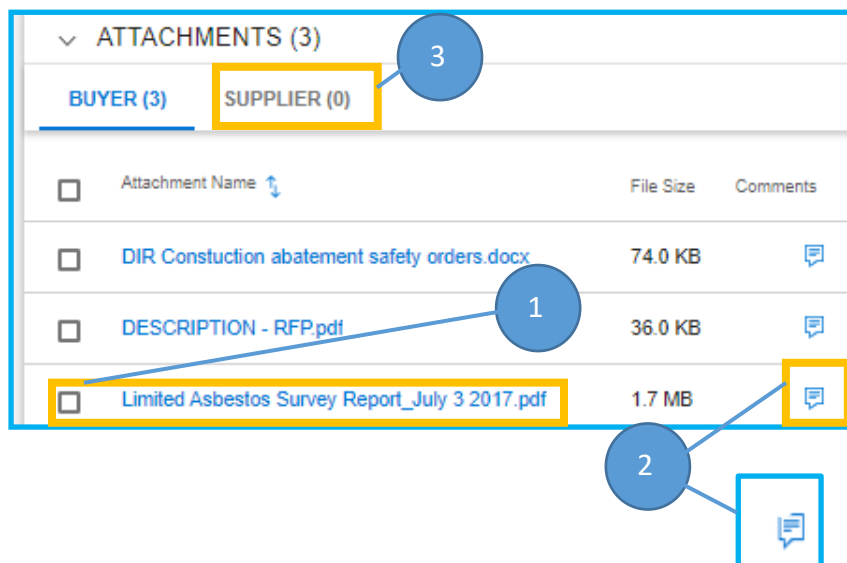 ATTACHMENTS (3)
3
BUYER (3) SUPPLIER (0)
Attachment Name File Size Comments
DIR Constuction abatement safety orders.docx 74.0 KB
1
DESCRIPTION - RFP.pdf 36.0 KB
Limited Asbestos Survey Report_July 3 2017.pdf 1.7 MB
2